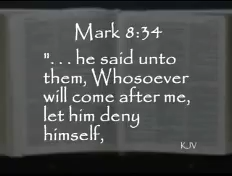 Mark 8:34
". . . he said unto
them, Whosoever
will come after me,
let him deny
himself,
KJV